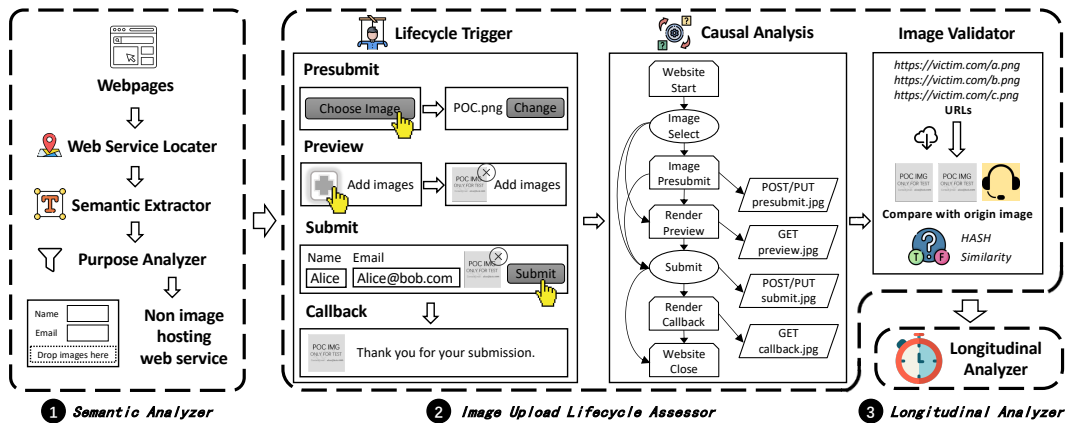 Webpages
Web Service Locater
Semantic Extractor
Purpose Analyzer
Name
Email
Drop images here
Non image
hosting
web service
1 Semantic Analyzer
Lifecycle Trigger
Presubmit
Choose Image
POC.png Change
Preview
Add images
POC IMG
ONLY FOR TEST
Add images
Submit
Name Email
Alice Alice@bob.com
POC IMG
ONLY FOR TEST
Submit
Callback
POC IMG
ONLY FOR TEST
Thank you for your submission.
Causal Analysis
Website
Start
Image
Select
Image
Presubmit
POST/PUT
presubmit.jpg
Render
Preview
GET
preview.jpg
Submit
POST/PUT
submit.jpg
Render
Callback
GET
callback.jpg
Website
Close
2 Image Upload Lifecycle Assessor
Image Validator
https://victim.com/a.png
https://victim.com/b.png
https://victim.com/c.png
URLs
POC IMG
ONLY FOR TEST
POC IMG
ONLY FOR TEST
Compare with origin image
? T F
HASH
Similarity
Longitudinal
Analyzer
3 Longitudinal Analyzer